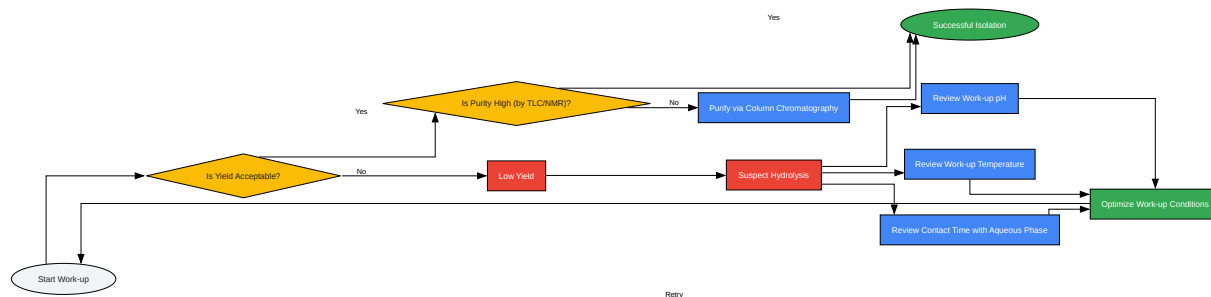 Yes
Successful Isolation
Is Purity High (by TLC/NMR)?
No
Purify via Column Chromatography
Review Work-up pH
Yes
Is Yield Acceptable?
No
Low Yield
Suspect Hydrolysis
Review Work-up Temperature
Optimize Work-up Conditions
Review Contact Time with Aqueous Phase
Start Work-up
Retry